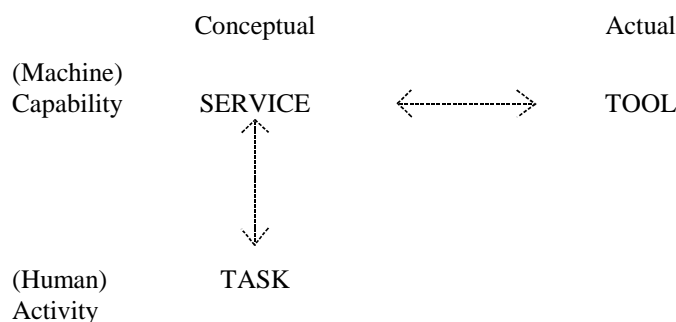 Conceptual Actual
(Machine)
Capability SERVICE TOOL
(Human) TASK
Activity